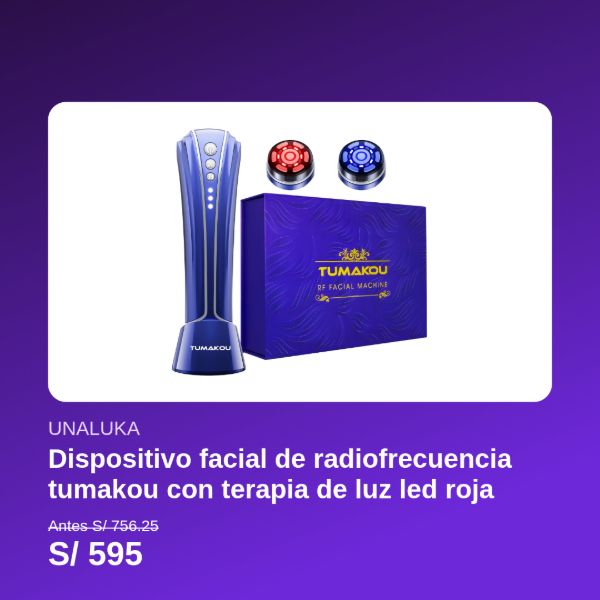 TUMAKOU
RF FACIAL MACHINE
TUMAKOU
UNALUKA
Dispositivo facial de radiofrecuencia
tumakou con terapia de luz led roja
Antes S/ 756.25
S/ 595